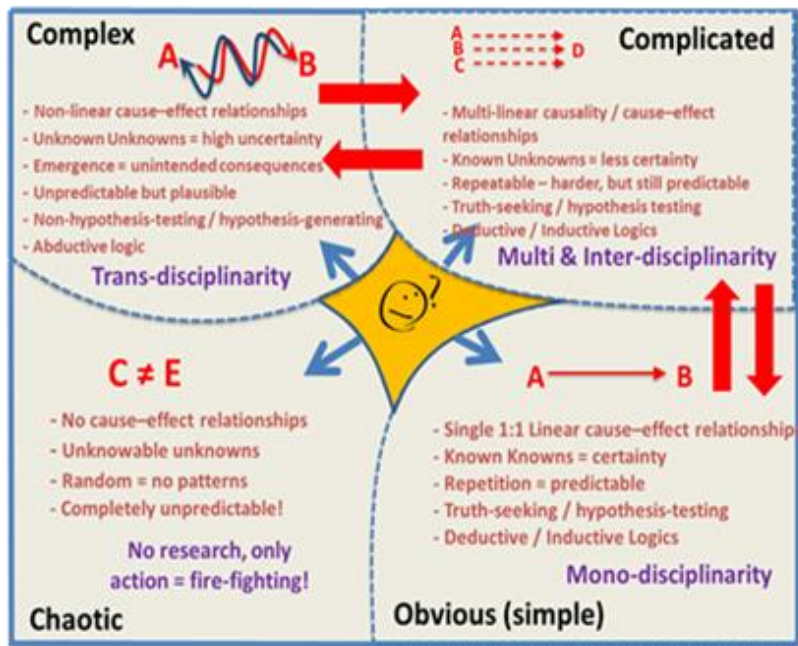 Complex
A
B
- Non-linear cause–effect relationships
- Unknown Unknowns = high uncertainty
- Emergence = unintended consequences
- Unpredictable but plausible
- Non-hypothesis-testing / hypothesis-generating
- Abductive logic
Trans-disciplinarity
Complicated
A
B
C
D
- Multi-linear causality / cause–effect
relationships
- Known Unknowns = less certainty
- Repeatable – harder, but still predictable
- Truth-seeking / hypothesis testing
- Deductive / Inductive Logics
Multi & Inter-disciplinarity
?
C ≠ E
- No cause–effect relationships
- Unknowable unknowns
- Random = no patterns
- Completely unpredictable!
No research, only
action = fire-fighting!
Chaotic
A
B
- Single 1:1 Linear cause–effect relationship
- Known Knowns = certainty
- Repetition = predictable
- Truth-seeking / hypothesis-testing
- Deductive / Inductive Logics
Mono-disciplinarity
Obvious (simple)